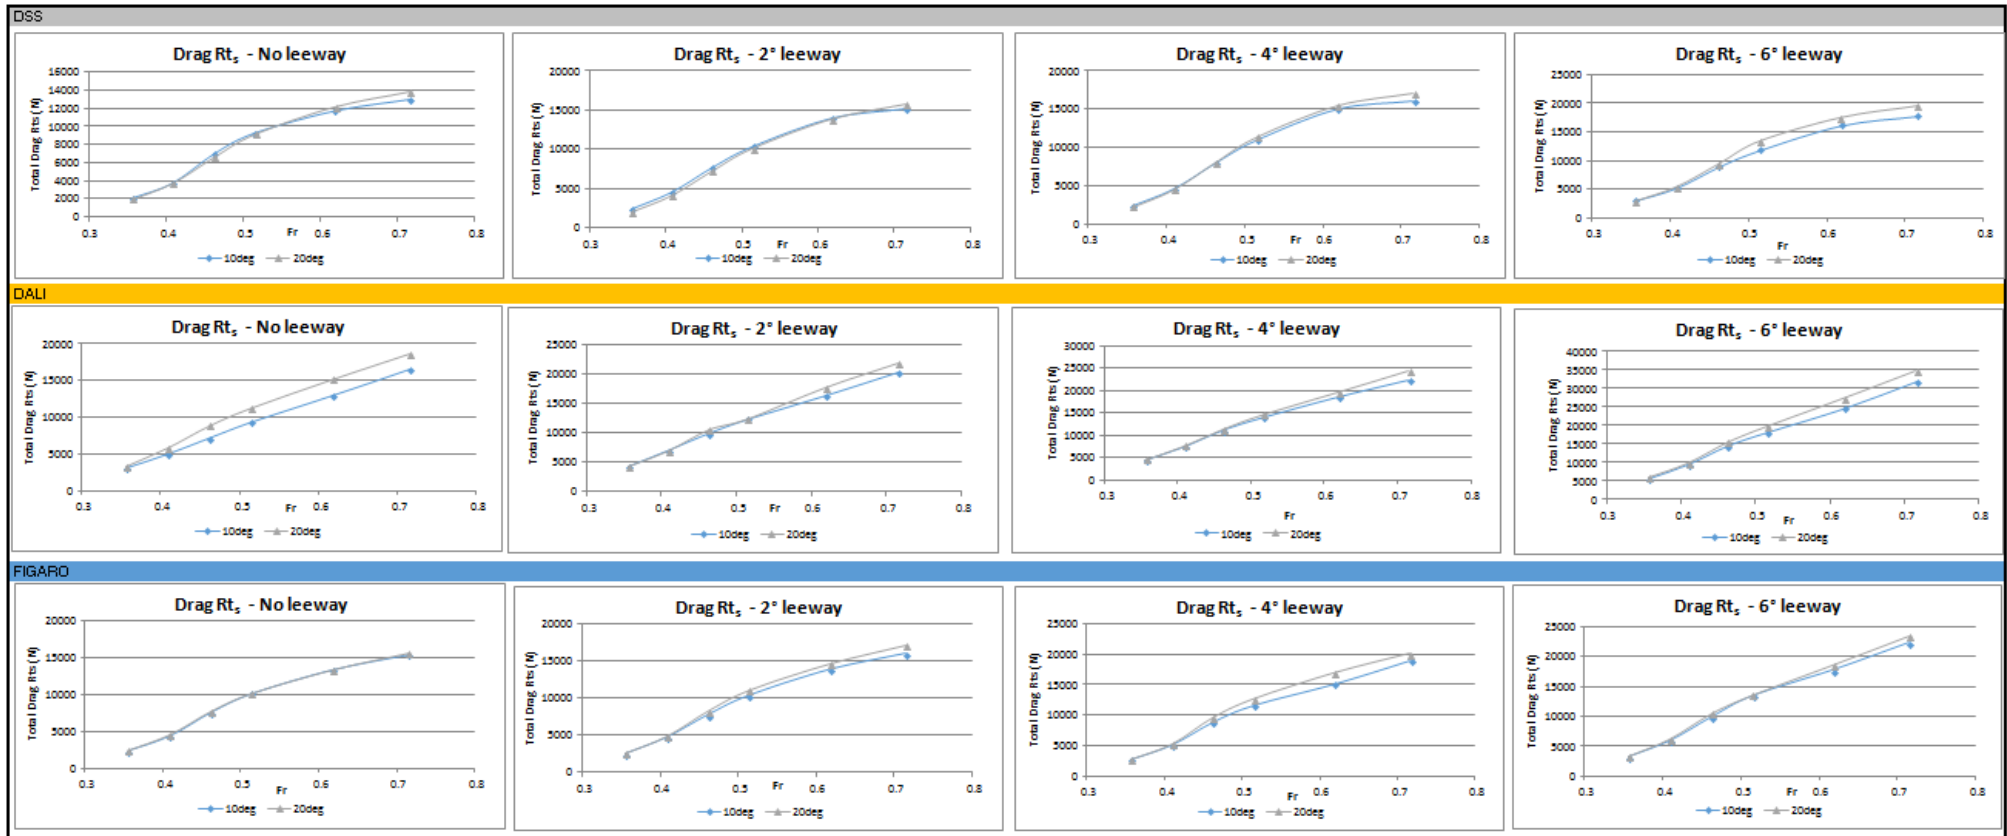 DSS
Drag Rts - No leeway
Total Drag Rts (N)
16000
14000
12000
10000
8000
6000
4000
2000
0
0.3 0.4 0.5 Fr 0.6 0.7 0.8
10deg 20deg
Drag Rts - 2° leeway
Total Drag Rts (N)
20000
15000
10000
5000
0
0.3 0.4 0.5 Fr 0.6 0.7 0.8
10deg 20deg
Drag Rts - 4° leeway
Total Drag Rts (N)
20000
15000
10000
5000
0
0.3 0.4 0.5 Fr 0.6 0.7 0.8
10deg 20deg
Drag Rts - 6° leeway
Total Drag Rts (N)
25000
20000
15000
10000
5000
0
0.3 0.4 0.5 0.6 0.7 0.8
Fr
10deg 20deg
DALI
Drag Rts - No leeway
Total Drag Rts (N)
20000
15000
10000
5000
0
0.3 0.4 0.5 Fr 0.6 0.7 0.8
10deg 20deg
Drag Rts - 2° leeway
Total Drag Rts (N)
25000
20000
15000
10000
5000
0
0.3 0.4 0.5 Fr 0.6 0.7 0.8
10deg 20deg
Drag Rts - 4° leeway
Total Drag Rts (N)
30000
25000
20000
15000
10000
5000
0
0.3 0.4 0.5 0.6 0.7 0.8
Fr
10deg 20deg
Drag Rts - 6° leeway
Total Drag Rts (N)
40000
35000
30000
25000
20000
15000
10000
5000
0
0.3 0.4 0.5 Fr 0.6 0.7 0.8
10deg 20deg
FIGARO
Drag Rts - No leeway
Total Drag Rts (N)
20000
15000
10000
5000
0
0.3 0.4 0.5 Fr 0.6 0.7 0.8
10deg 20deg
Drag Rts - 2° leeway
Total Drag Rts (N)
20000
15000
10000
5000
0
0.3 0.4 0.5 Fr 0.6 0.7 0.8
10deg 20deg
Drag Rts - 4° leeway
Total Drag Rts (N)
25000
20000
15000
10000
5000
0
0.3 0.4 0.5 0.6 0.7 0.8
Fr
10deg 20deg
Drag Rts - 6° leeway
Total Drag Rts (N)
25000
20000
15000
10000
5000
0
0.3 0.4 0.5 Fr 0.6 0.7 0.8
10deg 20deg